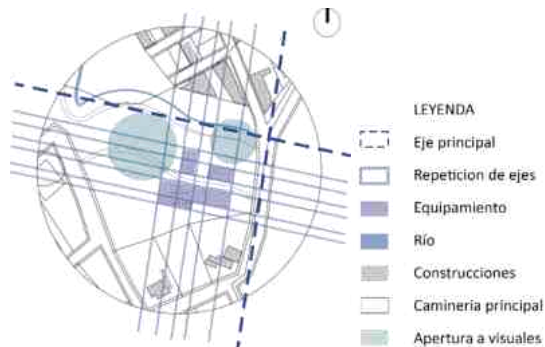 LEYENDA
Eje principal
Repeticion de ejes
Equipamiento
Río
Construcciones
Camineria principal
Apertura a visuales